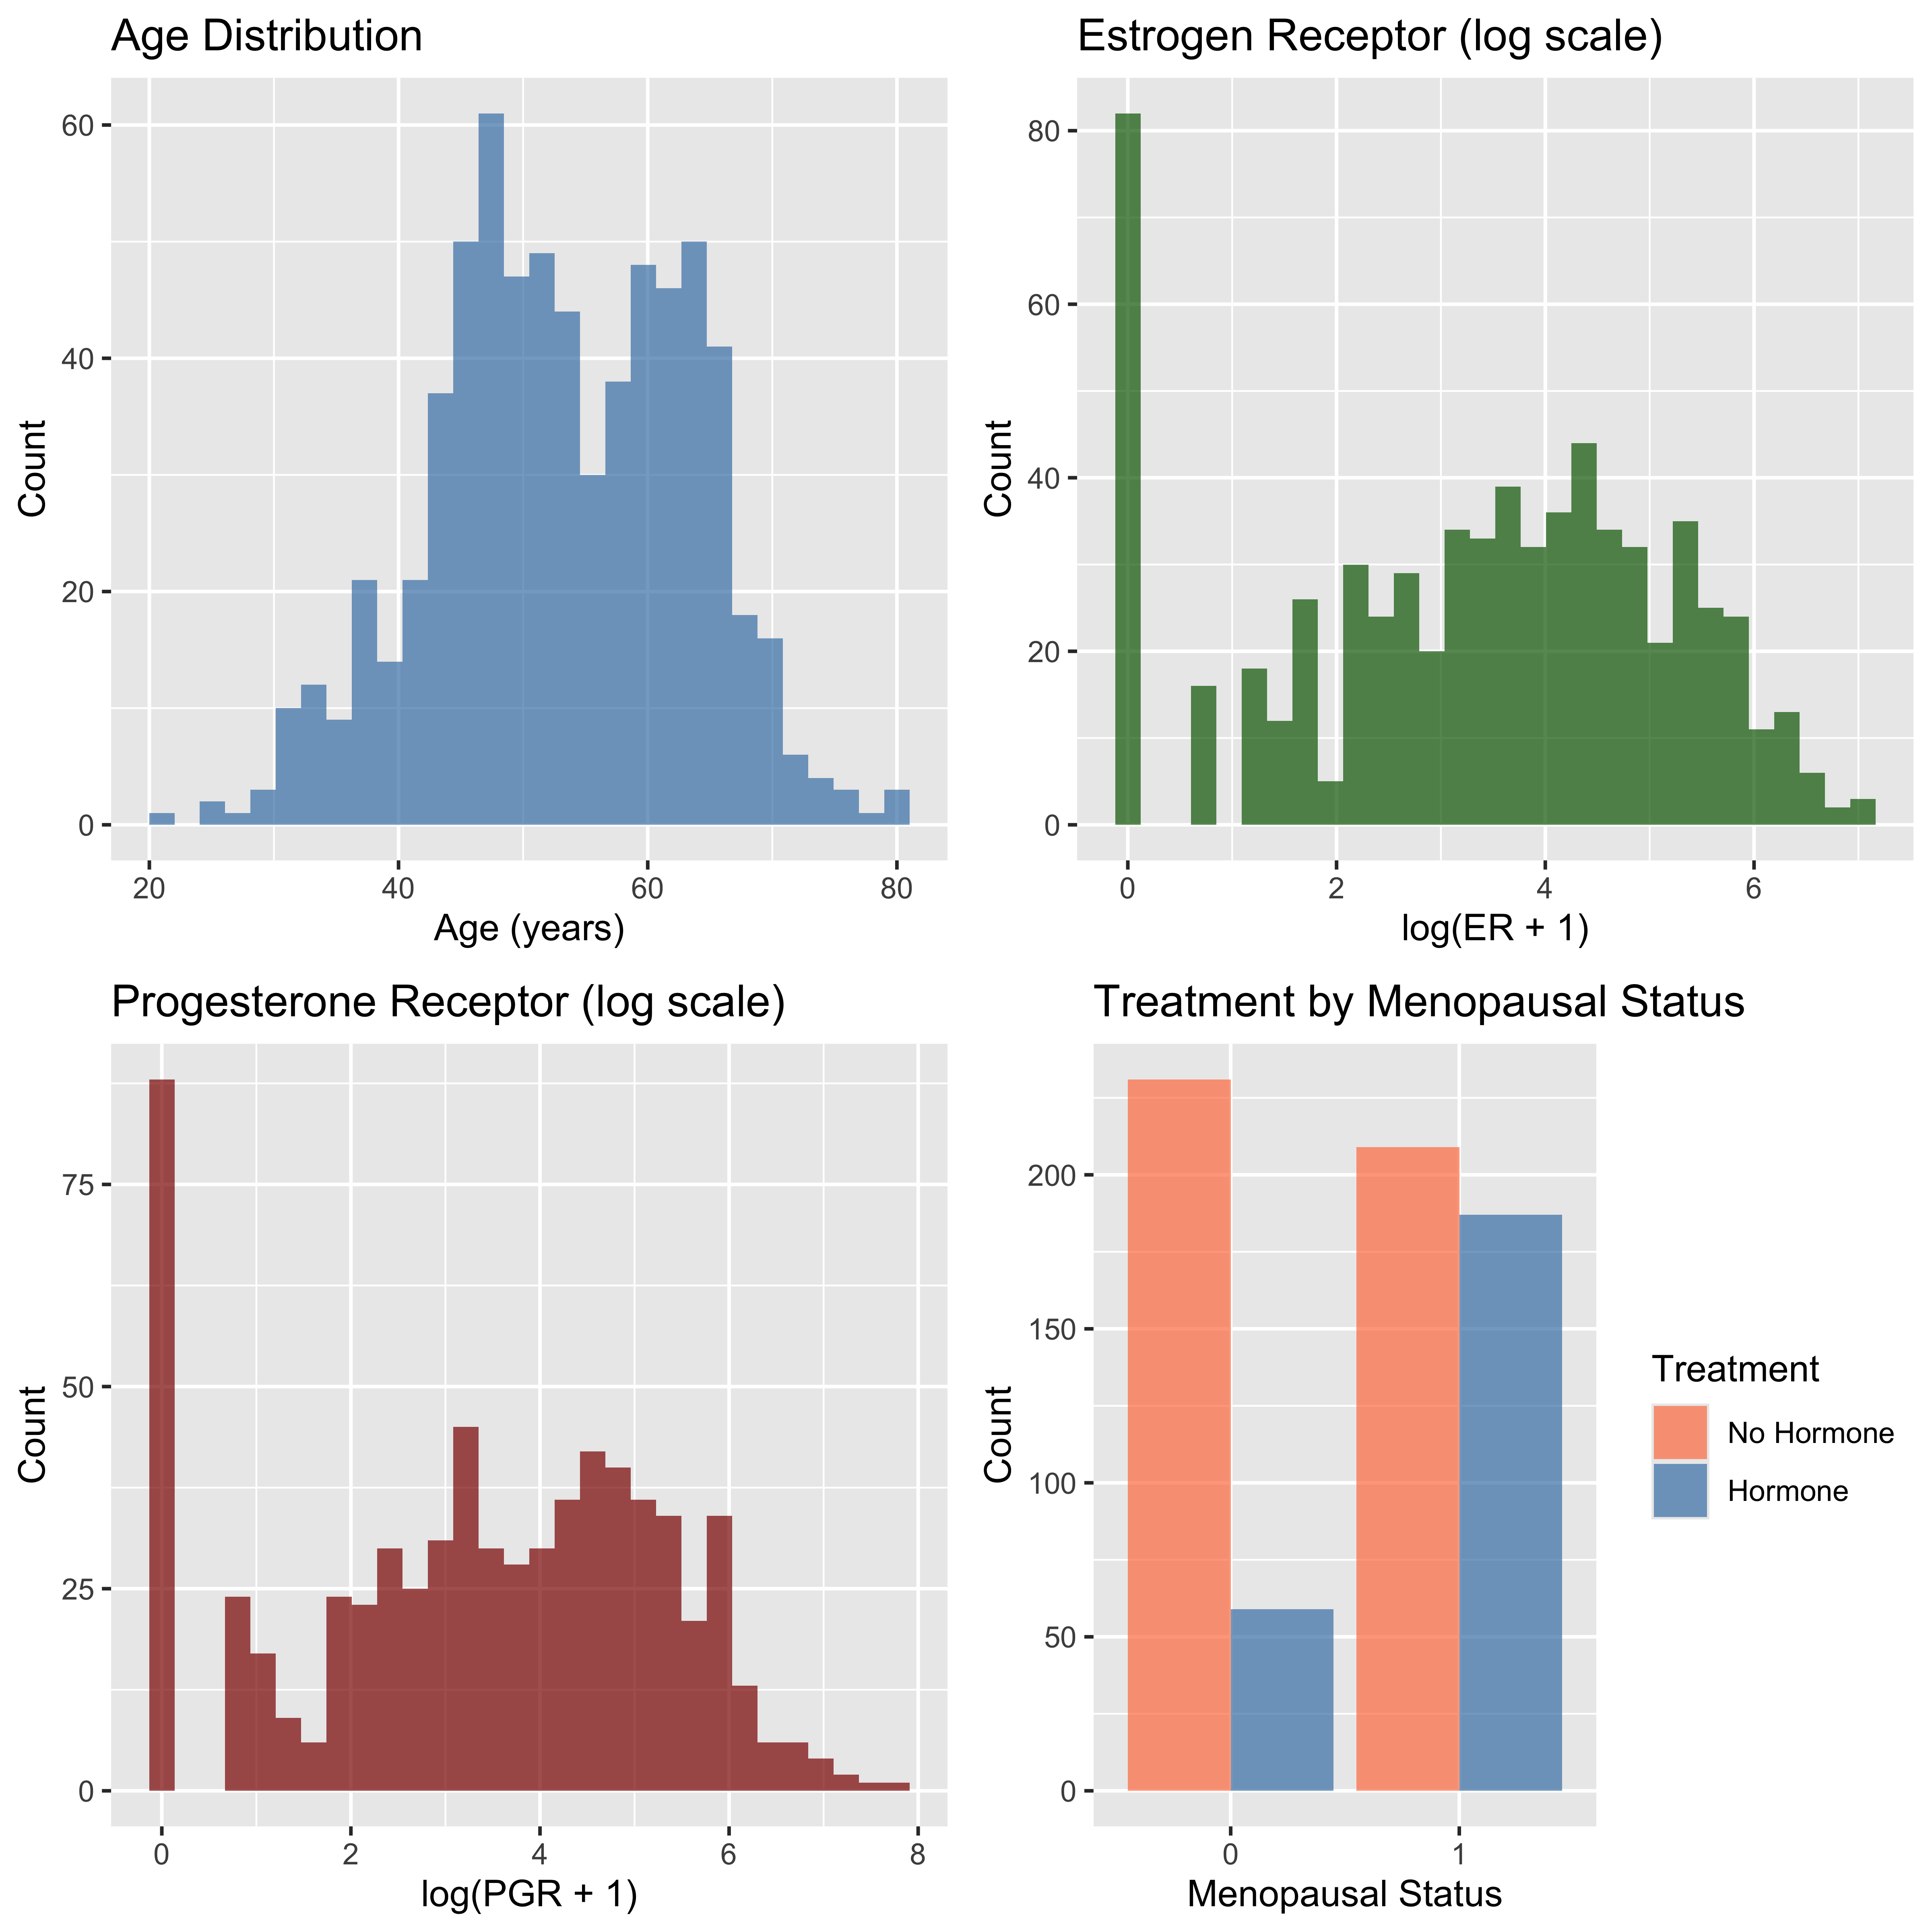 Age Distribution
60
40
20
0
Count
20 40 60 80
Age (years)
Estrogen Receptor (log scale)
80
60
40
20
0
Count
0 2 4 6
log(ER + 1)
Progesterone Receptor (log scale)
75
50
25
0
Count
0 2 4 6 8
log(PGR + 1)
Treatment by Menopausal Status
200
150
100
50
0
Count
0 1
Menopausal Status
Treatment
No Hormone
Hormone